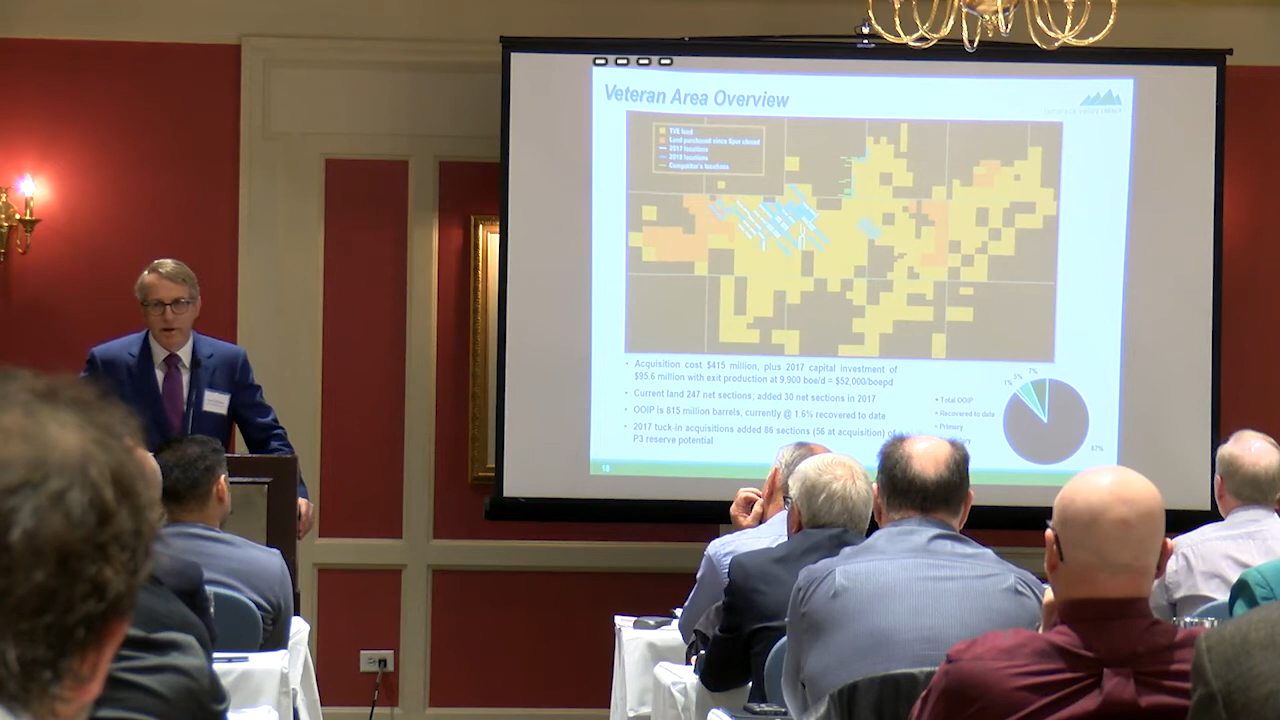 Veteran Area Overview
TVE land
Land purchased since Spur closed
2017 locations
2018 locations
Competitor's locations
• Acquisition cost $415 million, plus 2017 capital investment of
$95.6 million with exit production at 9,900 boe/d = $52,000/boepd
• Current land 247 net sections; added 30 net sections in 2017
• OOIP is 815 million barrels, currently @ 1.6% recovered to date
• 2017 tuck-in acquisitions added 86 sections (56 at acquisition) of
P3 reserve potential
• Total OOIP
• Recovered to date
• Primary
1%
5%
7%
87%
18